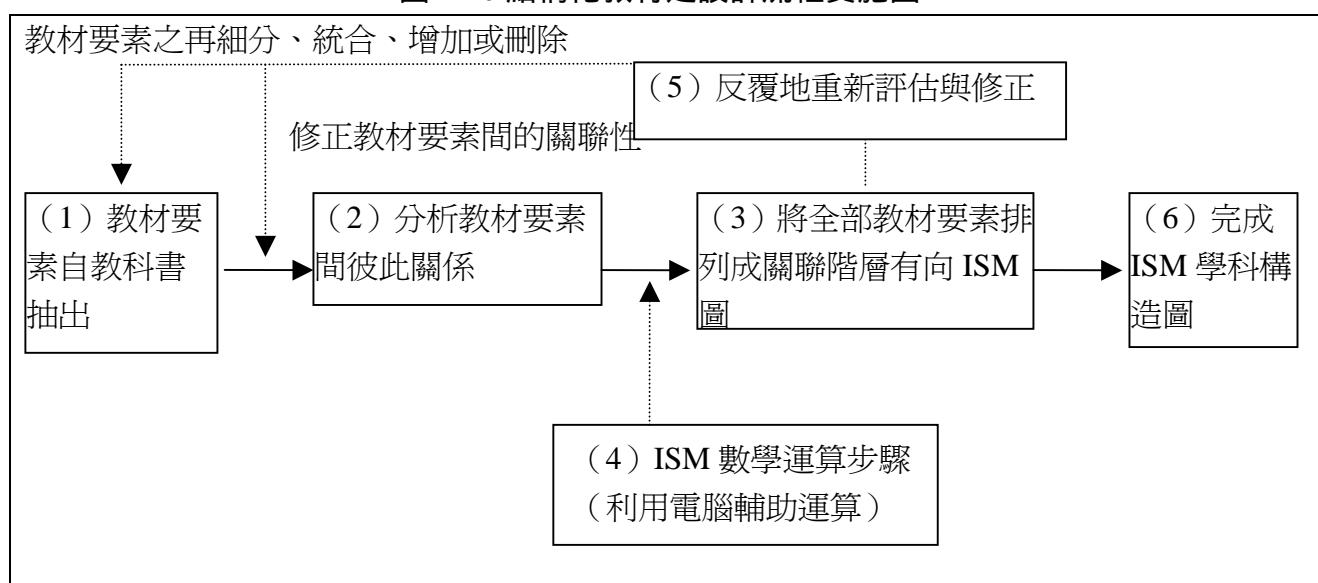 教材要素之再細分、統合、增加或刪除
（5）反覆地重新評估與修正
修正教材要素間的關聯性
（1）教材要
素自教科書
抽出
（2）分析教材要素
間彼此關係
（3）將全部教材要素排
列成關聯階層有向 ISM
圖
（6）完成
ISM 學科構
造圖
（4）ISM 數學運算步驟
（利用電腦輔助運算）